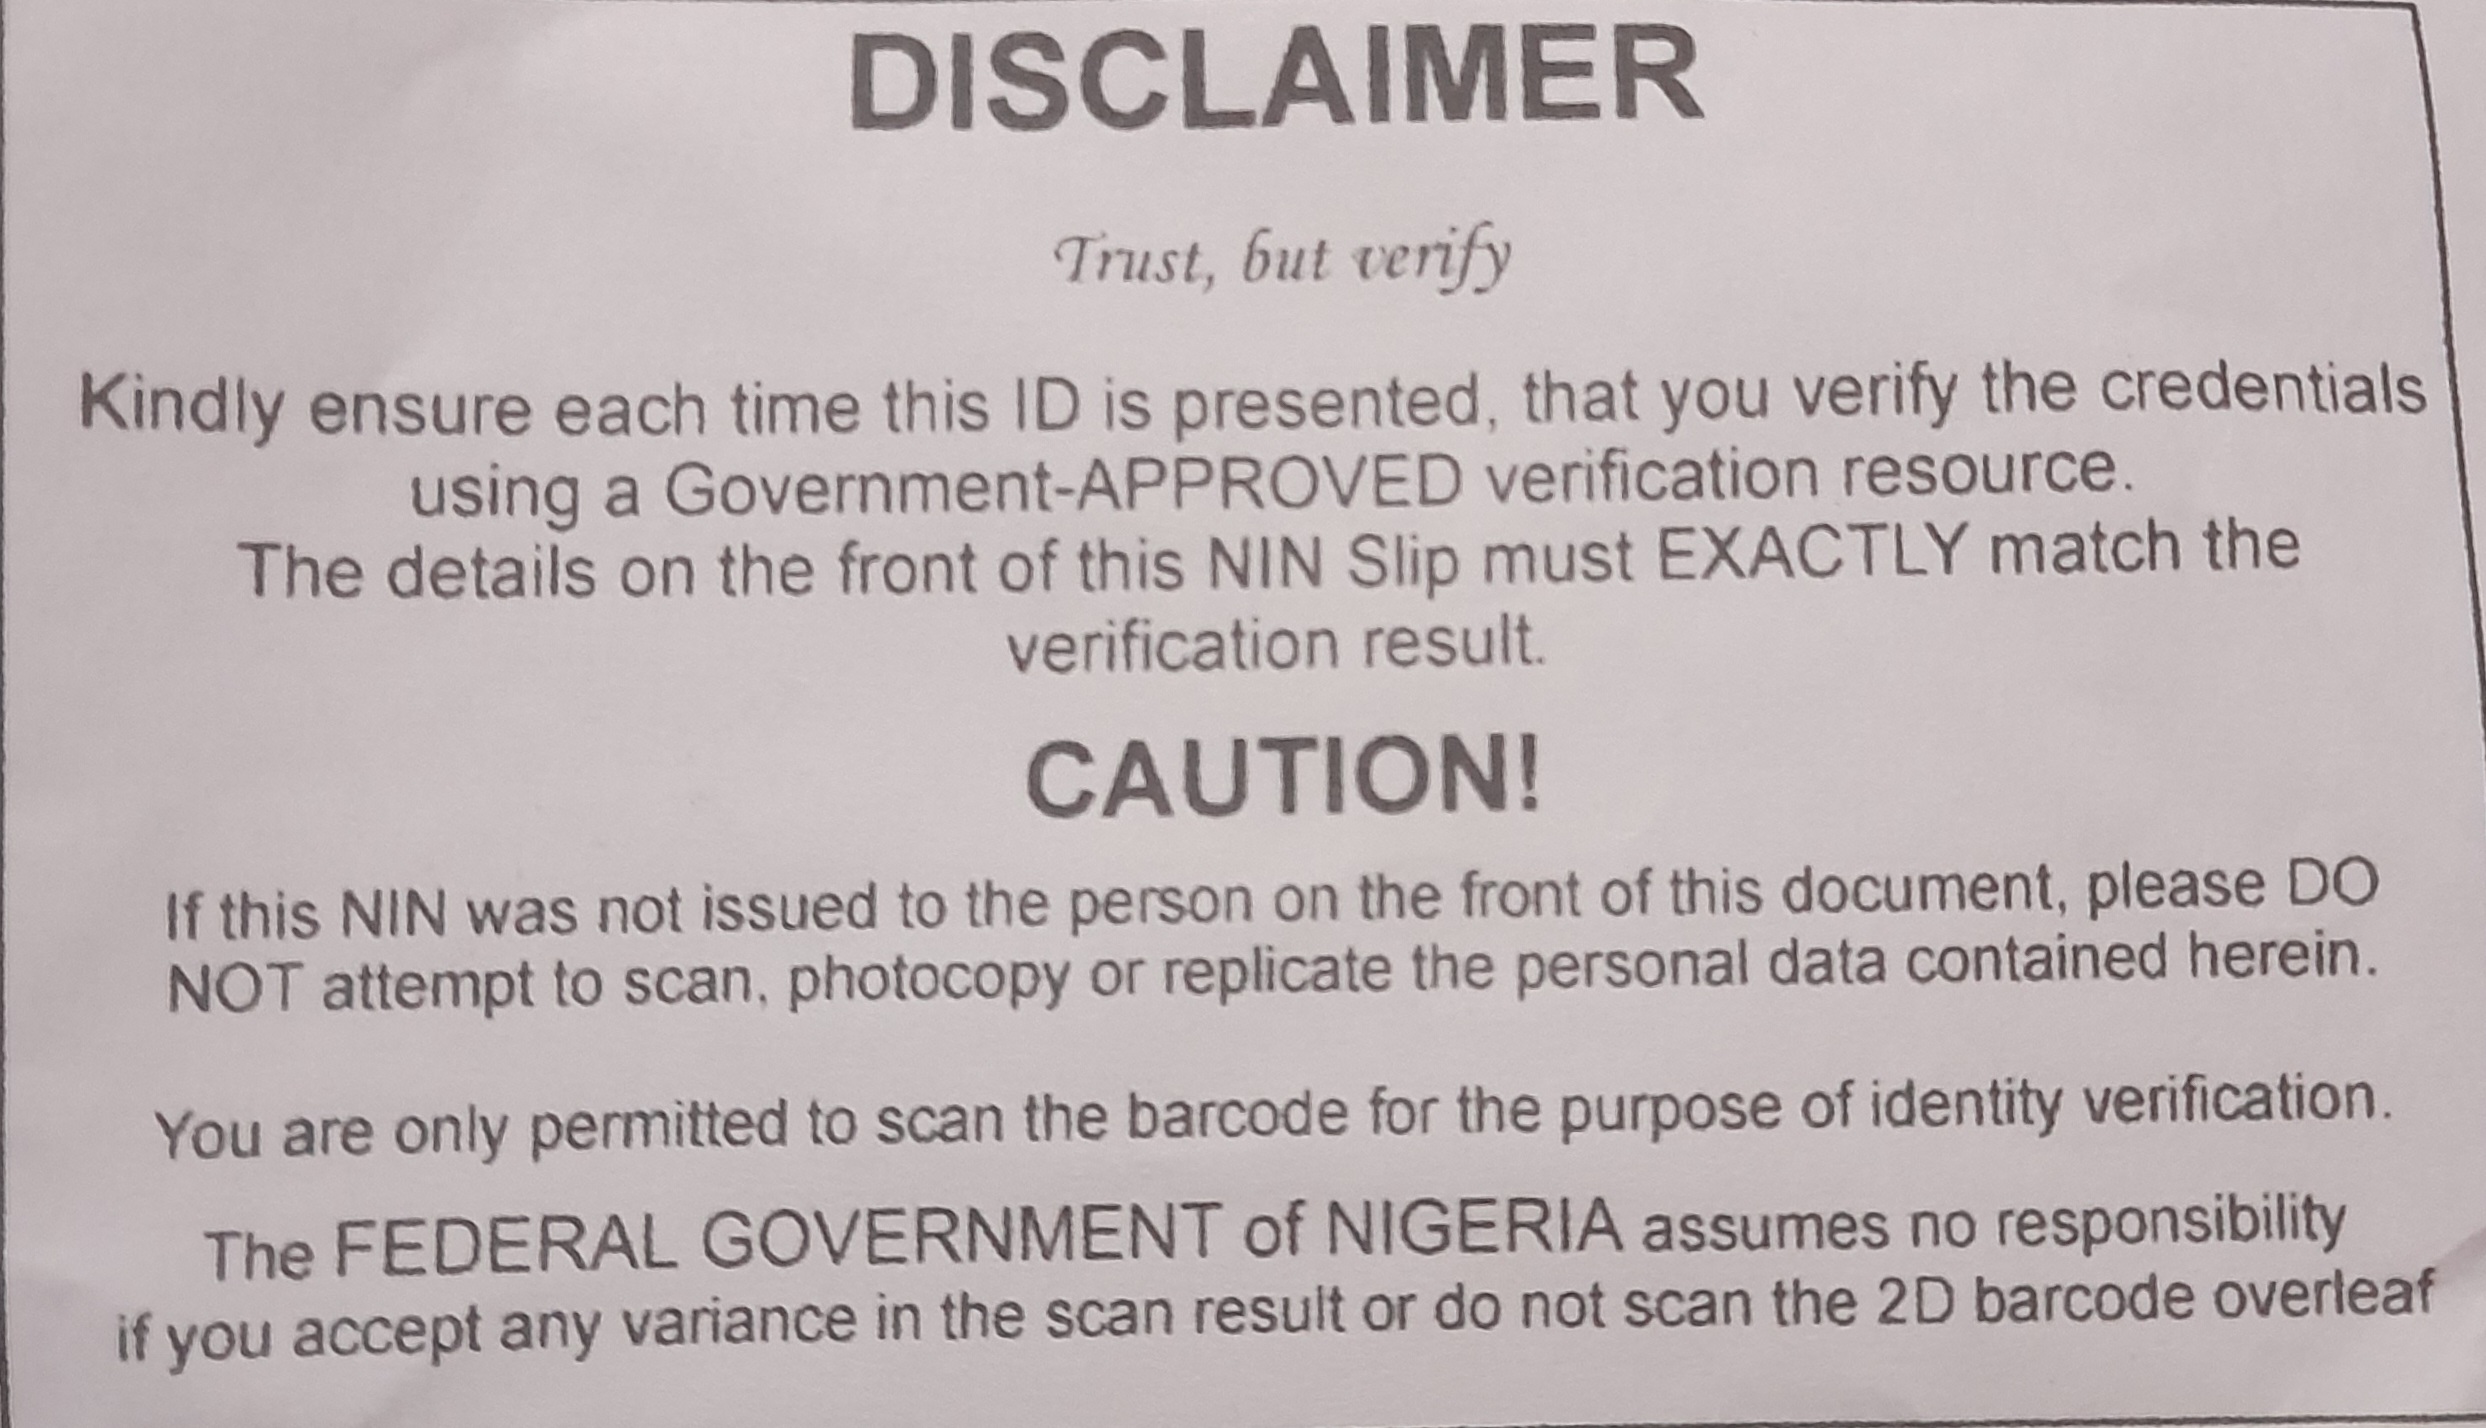 DISCLAIMER
Trust, but verify
Kindly ensure each time this ID is presented, that you verify the credentials
using a Government-APPROVED verification resource.
The details on the front of this NIN Slip must EXACTLY match the
verification result.
CAUTION!
If this NIN was not issued to the person on the front of this document, please DO
NOT attempt to scan, photocopy or replicate the personal data contained herein.
You are only permitted to scan the barcode for the purpose of identity verification.
The FEDERAL GOVERNMENT of NIGERIA assumes no responsibility
if you accept any variance in the scan result or do not scan the 2D barcode overleaf